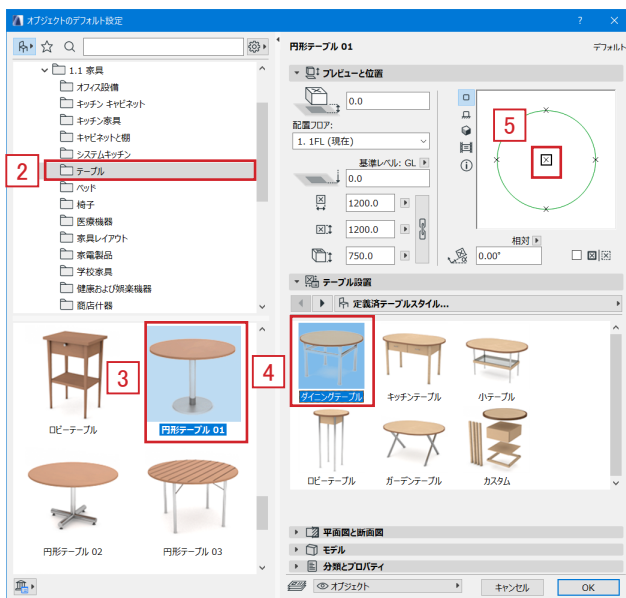 オブジェクトのデフォルト設定
?
1.1 家具
オフィス設備
キッチン キャビネット
キッチン家具
キャビネットと棚
システムキッチン
2
テーブル
ベッド
椅子
医療機器
家具レイアウト
家電製品
学校家具
健康および娯楽機器
商店什器
3
ロビーテーブル
円形テーブル 01
円形テーブル 02
円形テーブル 03
円形テーブル 01
デフォルト
プレビューと位置
0.0
配置フロア:
1. 1FL (現在)
基準レベル: GL
0.0
1200.0
1200.0
750.0
5
相対
0.00°
テーブル設置
定義済テーブルスタイル...
4
ダイニングテーブル
キッチンテーブル
小テーブル
ロビーテーブル
ガーデンテーブル
カスタム
平面図と断面図
モデル
分類とプロパティ
オブジェクト
キャンセル
OK